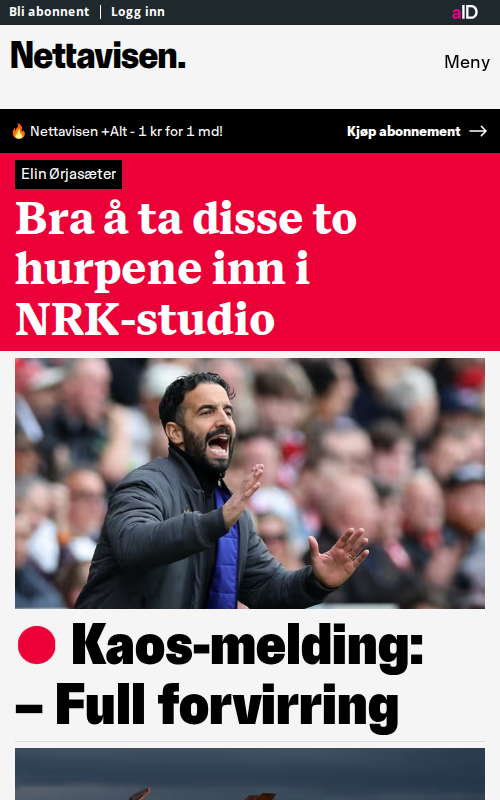 Bli abonnent
Logg inn
aID
Nettavisen.
Meny
🔥 Nettavisen +Alt - 1 kr for 1 md!
Kjøp abonnement →
Elin Ørjasæter
Bra å ta disse to
hurpene inn i
NRK-studio
Kaos-melding:
– Full forvirring